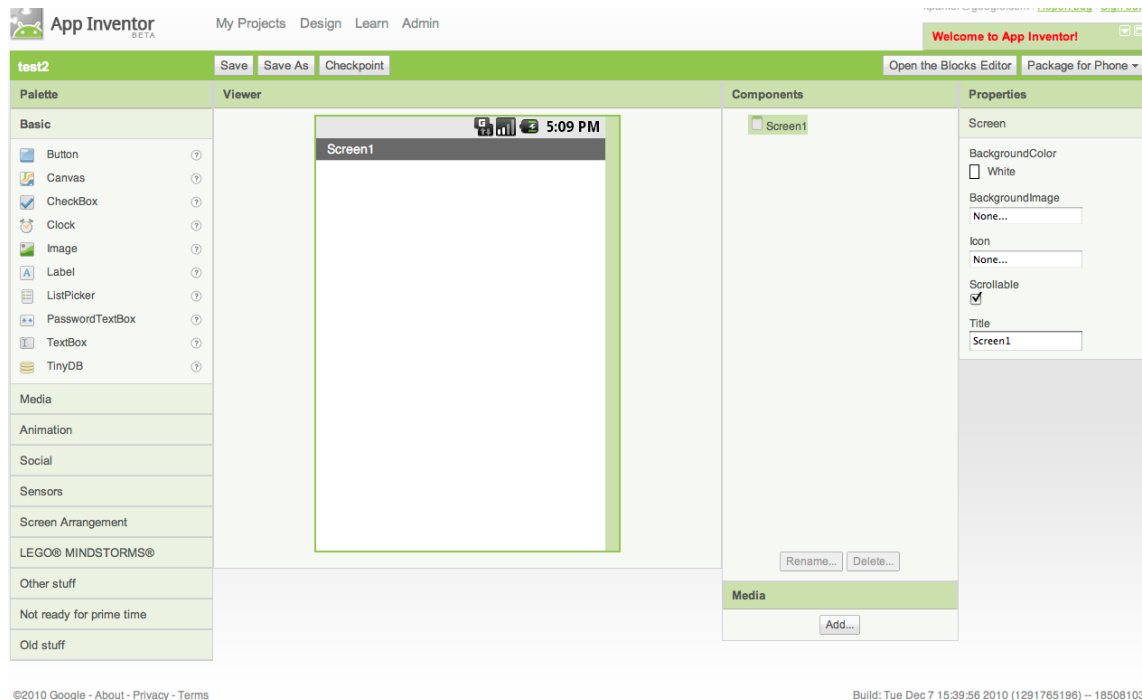 App Inventor
BETA
My Projects Design Learn Admin
Welcome to App Inventor!
test2
Save Save As Checkpoint
Open the Blocks Editor Package for Phone
Palette
Viewer
Components
Properties
Basic
Button
Canvas
CheckBox
Clock
Image
Label
ListPicker
PasswordTextBox
TextBox
TinyDB
Media
Animation
Social
Sensors
Screen Arrangement
LEGO® MINDSTORMS®
Other stuff
Not ready for prime time
Old stuff
5:09 PM
Screen1
Screen1
Rename... Delete...
Media
Add...
Screen
BackgroundColor
White
BackgroundImage
None...
Icon
None...
Scrollable
Title
Screen1
©2010 Google - About - Privacy - Terms
Build: Tue Dec 7 15:39:56 2010 (1291765196) -- 18508103